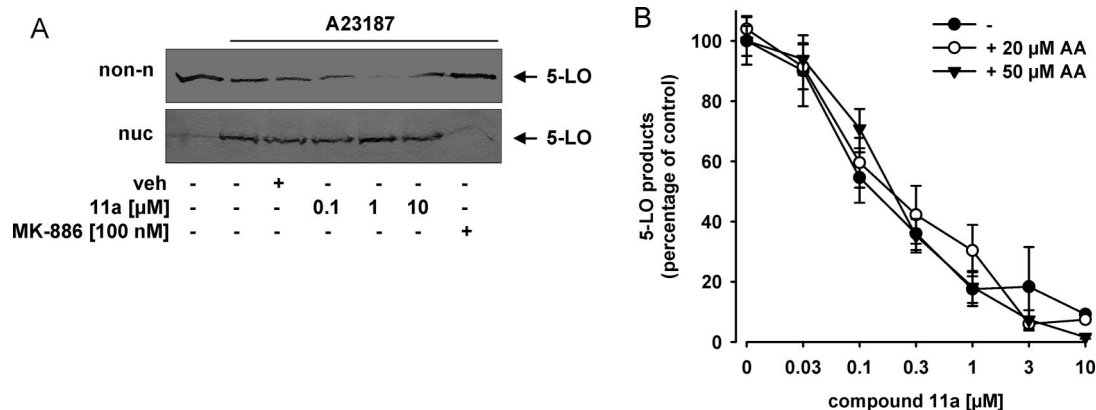 A
A23187
non-n
← 5-LO
nuc
← 5-LO
veh - - + - - - -
11a [µM] - - - 0.1 1 10 -
MK-886 [100 nM] - - - - - - +
B
-
+ 20 µM AA
+ 50 µM AA
5-LO products
(percentage of control)
100
80
60
40
20
0
0 0.03 0.1 0.3 1 3 10
compound 11a [µM]